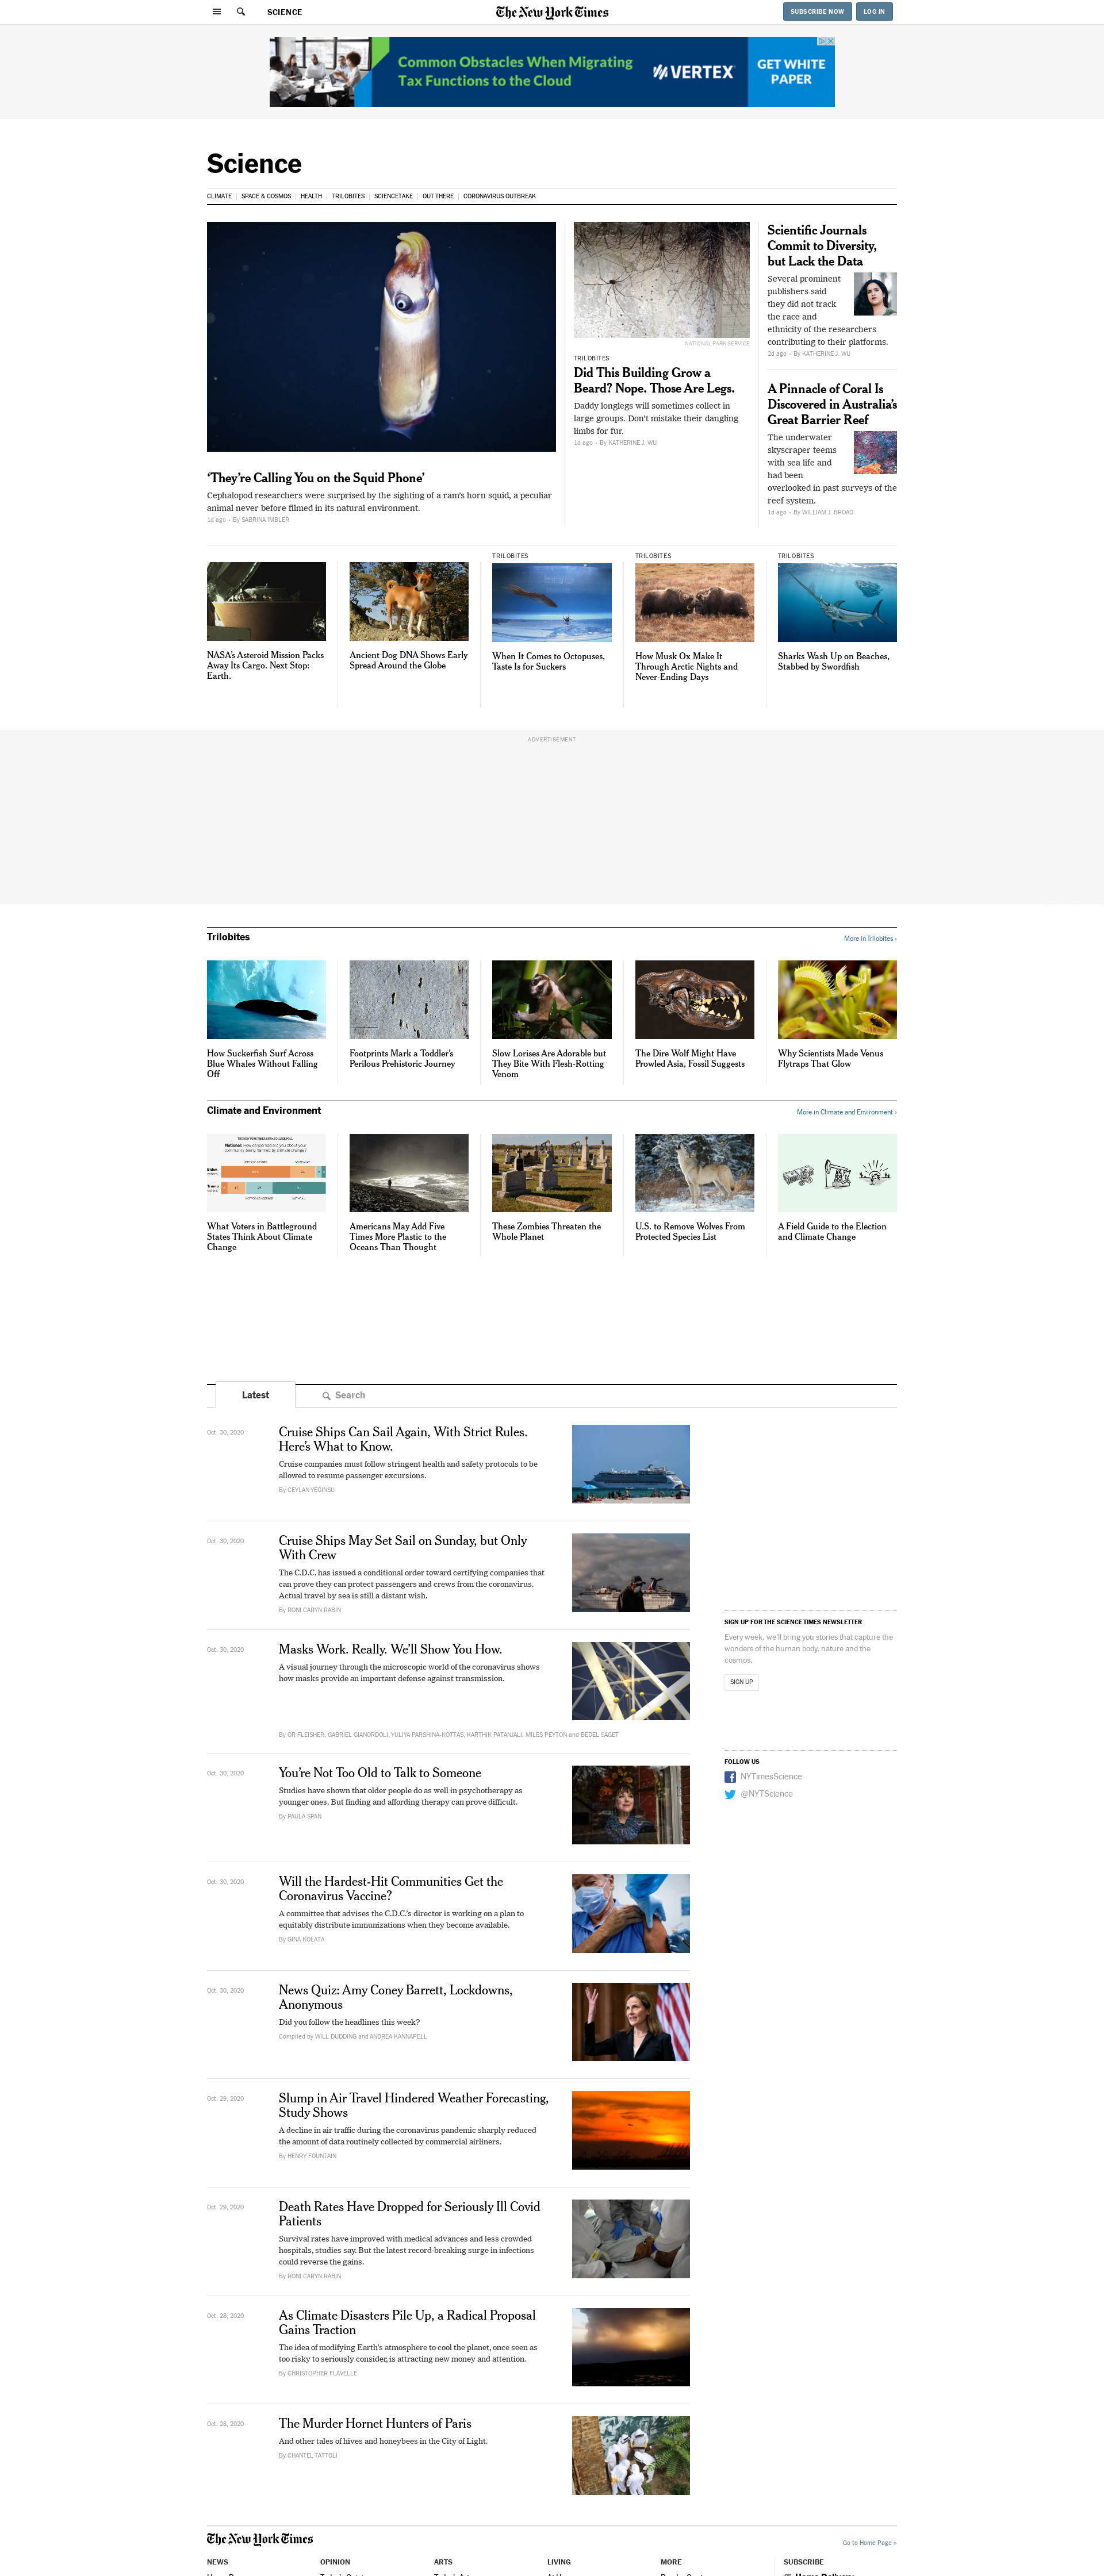 SCIENCE
The New York Times
SUBSCRIBE NOW
LOG IN
Common Obstacles When Migrating
Tax Functions to the Cloud
VERTEX
GET WHITE
PAPER
Science
CLIMATE
SPACE & COSMOS
HEALTH
TRILOBITES
SCIENCETAKE
OUT THERE
CORONAVIRUS OUTBREAK
‘They’re Calling You on the Squid Phone’
Cephalopod researchers were surprised by the sighting of a ram's horn squid, a peculiar
animal never before filmed in its natural environment.
1d ago - By SABRINA IMBLER
NATIONAL PARK SERVICE
TRILOBITES
Did This Building Grow a
Beard? Nope. Those Are Legs.
Daddy longlegs will sometimes collect in
large groups. Don't mistake their dangling
limbs for fur.
1d ago - By KATHERINE J. WU
Scientific Journals
Commit to Diversity,
but Lack the Data
Several prominent
publishers said
they did not track
the race and
ethnicity of the researchers
contributing to their platforms.
2d ago - By KATHERINE J. WU
A Pinnacle of Coral Is
Discovered in Australia’s
Great Barrier Reef
The underwater
skyscraper teems
with sea life and
had been
overlooked in past surveys of the
reef system.
1d ago - By WILLIAM J. BROAD
NASA’s Asteroid Mission Packs
Away Its Cargo. Next Stop:
Earth.
Ancient Dog DNA Shows Early
Spread Around the Globe
TRILOBITES
When It Comes to Octopuses,
Taste Is for Suckers
TRILOBITES
How Musk Ox Make It
Through Arctic Nights and
Never-Ending Days
TRILOBITES
Sharks Wash Up on Beaches,
Stabbed by Swordfish
ADVERTISEMENT
Trilobites
More in Trilobites ›
How Suckerfish Surf Across
Blue Whales Without Falling
Off
Footprints Mark a Toddler’s
Perilous Prehistoric Journey
Slow Lorises Are Adorable but
They Bite With Flesh-Rotting
Venom
The Dire Wolf Might Have
Prowled Asia, Fossil Suggests
Why Scientists Made Venus
Flytraps That Glow
Climate and Environment
More in Climate and Environment ›
Biden
Trump
What Voters in Battleground
States Think About Climate
Change
Americans May Add Five
Times More Plastic to the
Oceans Than Thought
These Zombies Threaten the
Whole Planet
U.S. to Remove Wolves From
Protected Species List
A Field Guide to the Election
and Climate Change
Latest
Search
Oct. 30, 2020
Cruise Ships Can Sail Again, With Strict Rules.
Here’s What to Know.
Cruise companies must follow stringent health and safety protocols to be
allowed to resume passenger excursions.
By CEYLAN YEGINSU
Oct. 30, 2020
Cruise Ships May Set Sail on Sunday, but Only
With Crew
The C.D.C. has issued a conditional order toward certifying companies that
can prove they can protect passengers and crews from the coronavirus.
Actual travel by sea is still a distant wish.
By RONI CARYN RABIN
Oct. 30, 2020
Masks Work. Really. We’ll Show You How.
A visual journey through the microscopic world of the coronavirus shows
how masks provide an important defense against transmission.
By OR FLEISHER, GABRIEL GIANORDOLI, YULIYA PARSHINA-KOTTAS, KARTHIK PATANJALI, MILES PEYTON and BEDEL SAGET
Oct. 30, 2020
You’re Not Too Old to Talk to Someone
Studies have shown that older people do as well in psychotherapy as
younger ones. But finding and affording therapy can prove difficult.
By PAULA SPAN
Oct. 30, 2020
Will the Hardest-Hit Communities Get the
Coronavirus Vaccine?
A committee that advises the C.D.C.’s director is working on a plan to
equitably distribute immunizations when they become available.
By GINA KOLATA
Oct. 30, 2020
News Quiz: Amy Coney Barrett, Lockdowns,
Anonymous
Did you follow the headlines this week?
Compiled by WILL DUDDING and ANDREA KANNAPELL
Oct. 29, 2020
Slump in Air Travel Hindered Weather Forecasting,
Study Shows
A decline in air traffic during the coronavirus pandemic sharply reduced
the amount of data routinely collected by commercial airliners.
By HENRY FOUNTAIN
Oct. 29, 2020
Death Rates Have Dropped for Seriously Ill Covid
Patients
Survival rates have improved with medical advances and less crowded
hospitals, studies say. But the latest record-breaking surge in infections
could reverse the gains.
By RONI CARYN RABIN
Oct. 28, 2020
As Climate Disasters Pile Up, a Radical Proposal
Gains Traction
The idea of modifying Earth’s atmosphere to cool the planet, once seen as
too risky to seriously consider, is attracting new money and attention.
By CHRISTOPHER FLAVELLE
Oct. 28, 2020
The Murder Hornet Hunters of Paris
And other tales of hives and honeybees in the City of Light.
By CHANTEL TATTOLI
SIGN UP FOR THE SCIENCE TIMES NEWSLETTER
Every week, we'll bring you stories that capture the
wonders of the human body, nature and the
cosmos.
SIGN UP
FOLLOW US
NYTimesScience
@NYTScience
The New York Times
Go to Home Page »
NEWS
OPINION
ARTS
LIVING
MORE
SUBSCRIBE